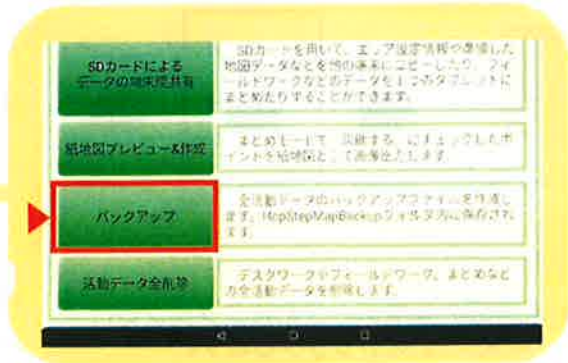 SDカードによる
データの端末間共有
SDカードを用いて、エリア設定情報や準備した
地図データなどを他の端末にコピーしたり、フィ
ールドワークなどのデータを1つのタブレットに
まとめたりすることができます。
紙地図プレビュー&作成
まとめモードで にチェックしたポ
イントを紙地図として画像出力します。
バックアップ
全活動データのバックアップファイルを作成し
ます。HopStepMapBackupフォルダ内に保存され
ます。
活動データ全削除
デスクワークやフィールドワーク、まとめなど
の全活動データを削除します。